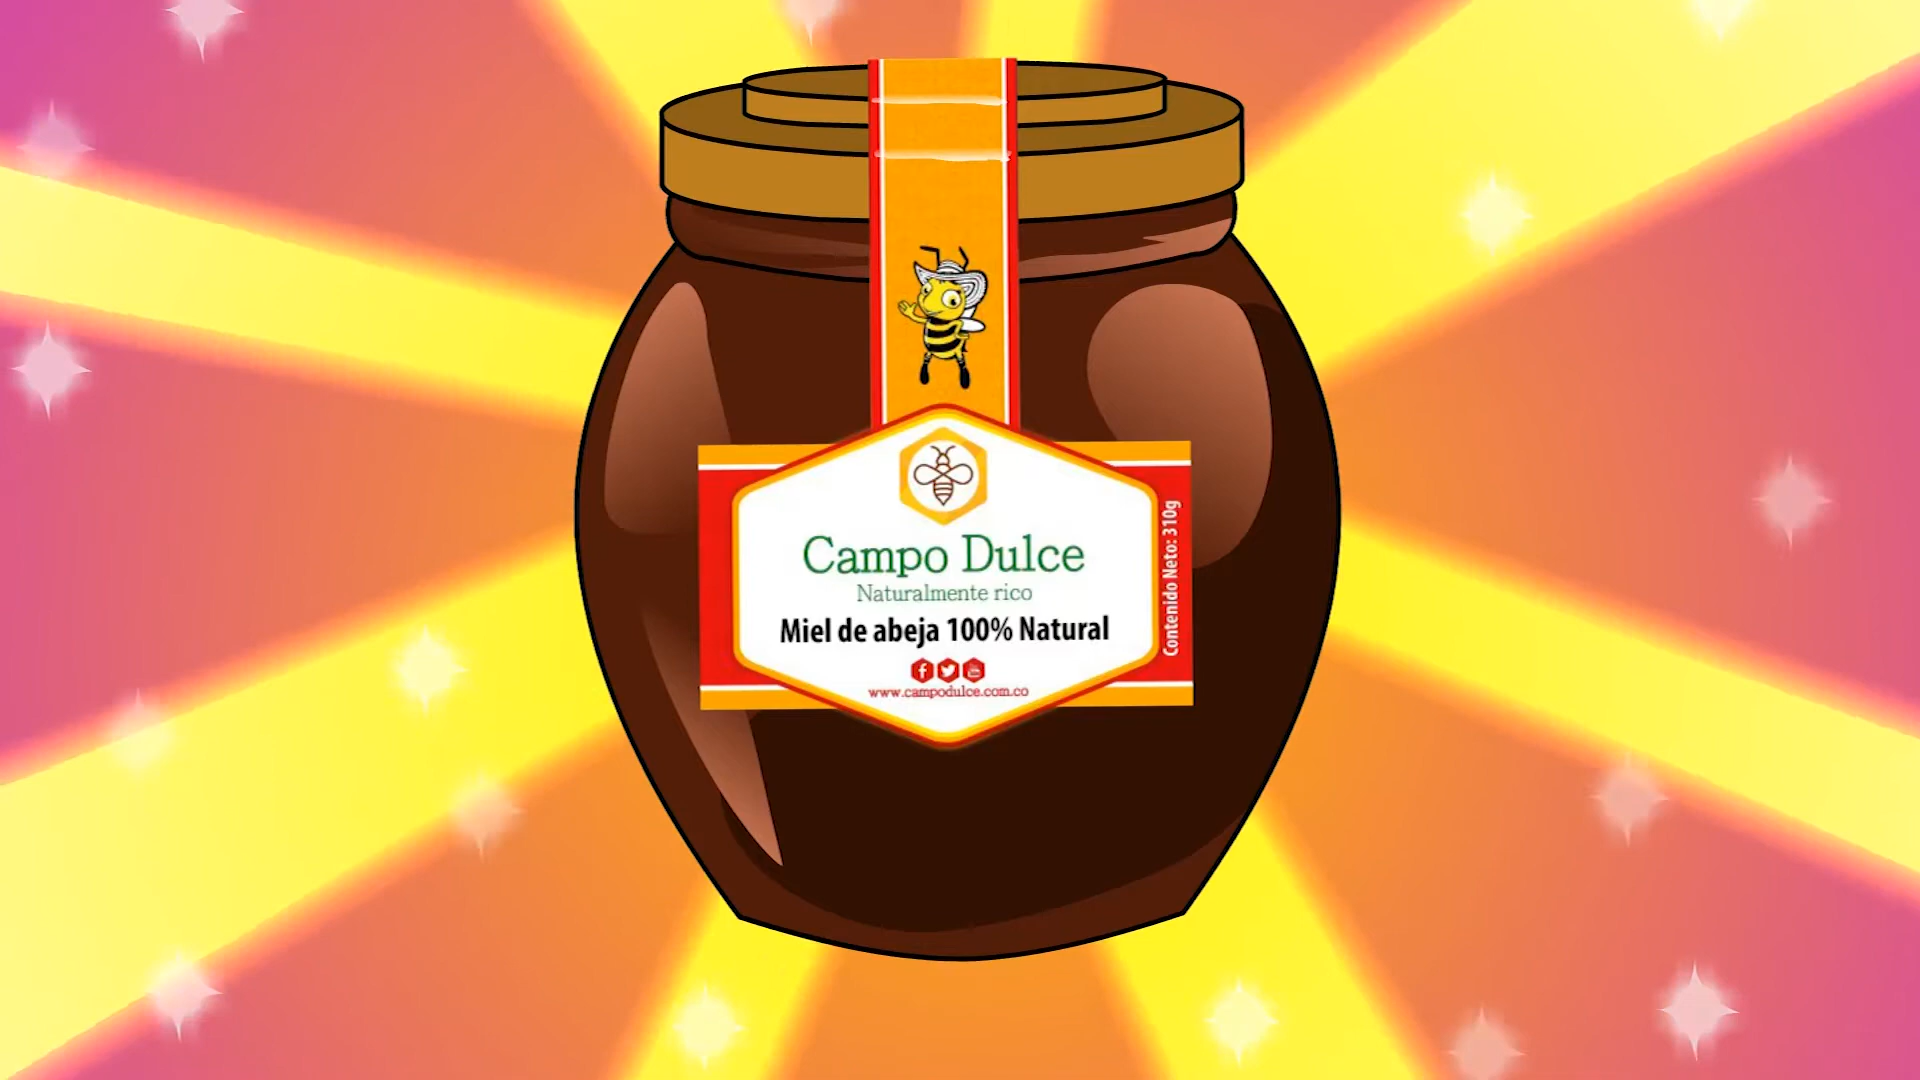 Campo Dulce
Naturalmente rico
Miel de abeja 100% Natural
www.campodulce.com.co
Contenido Neto: 310g